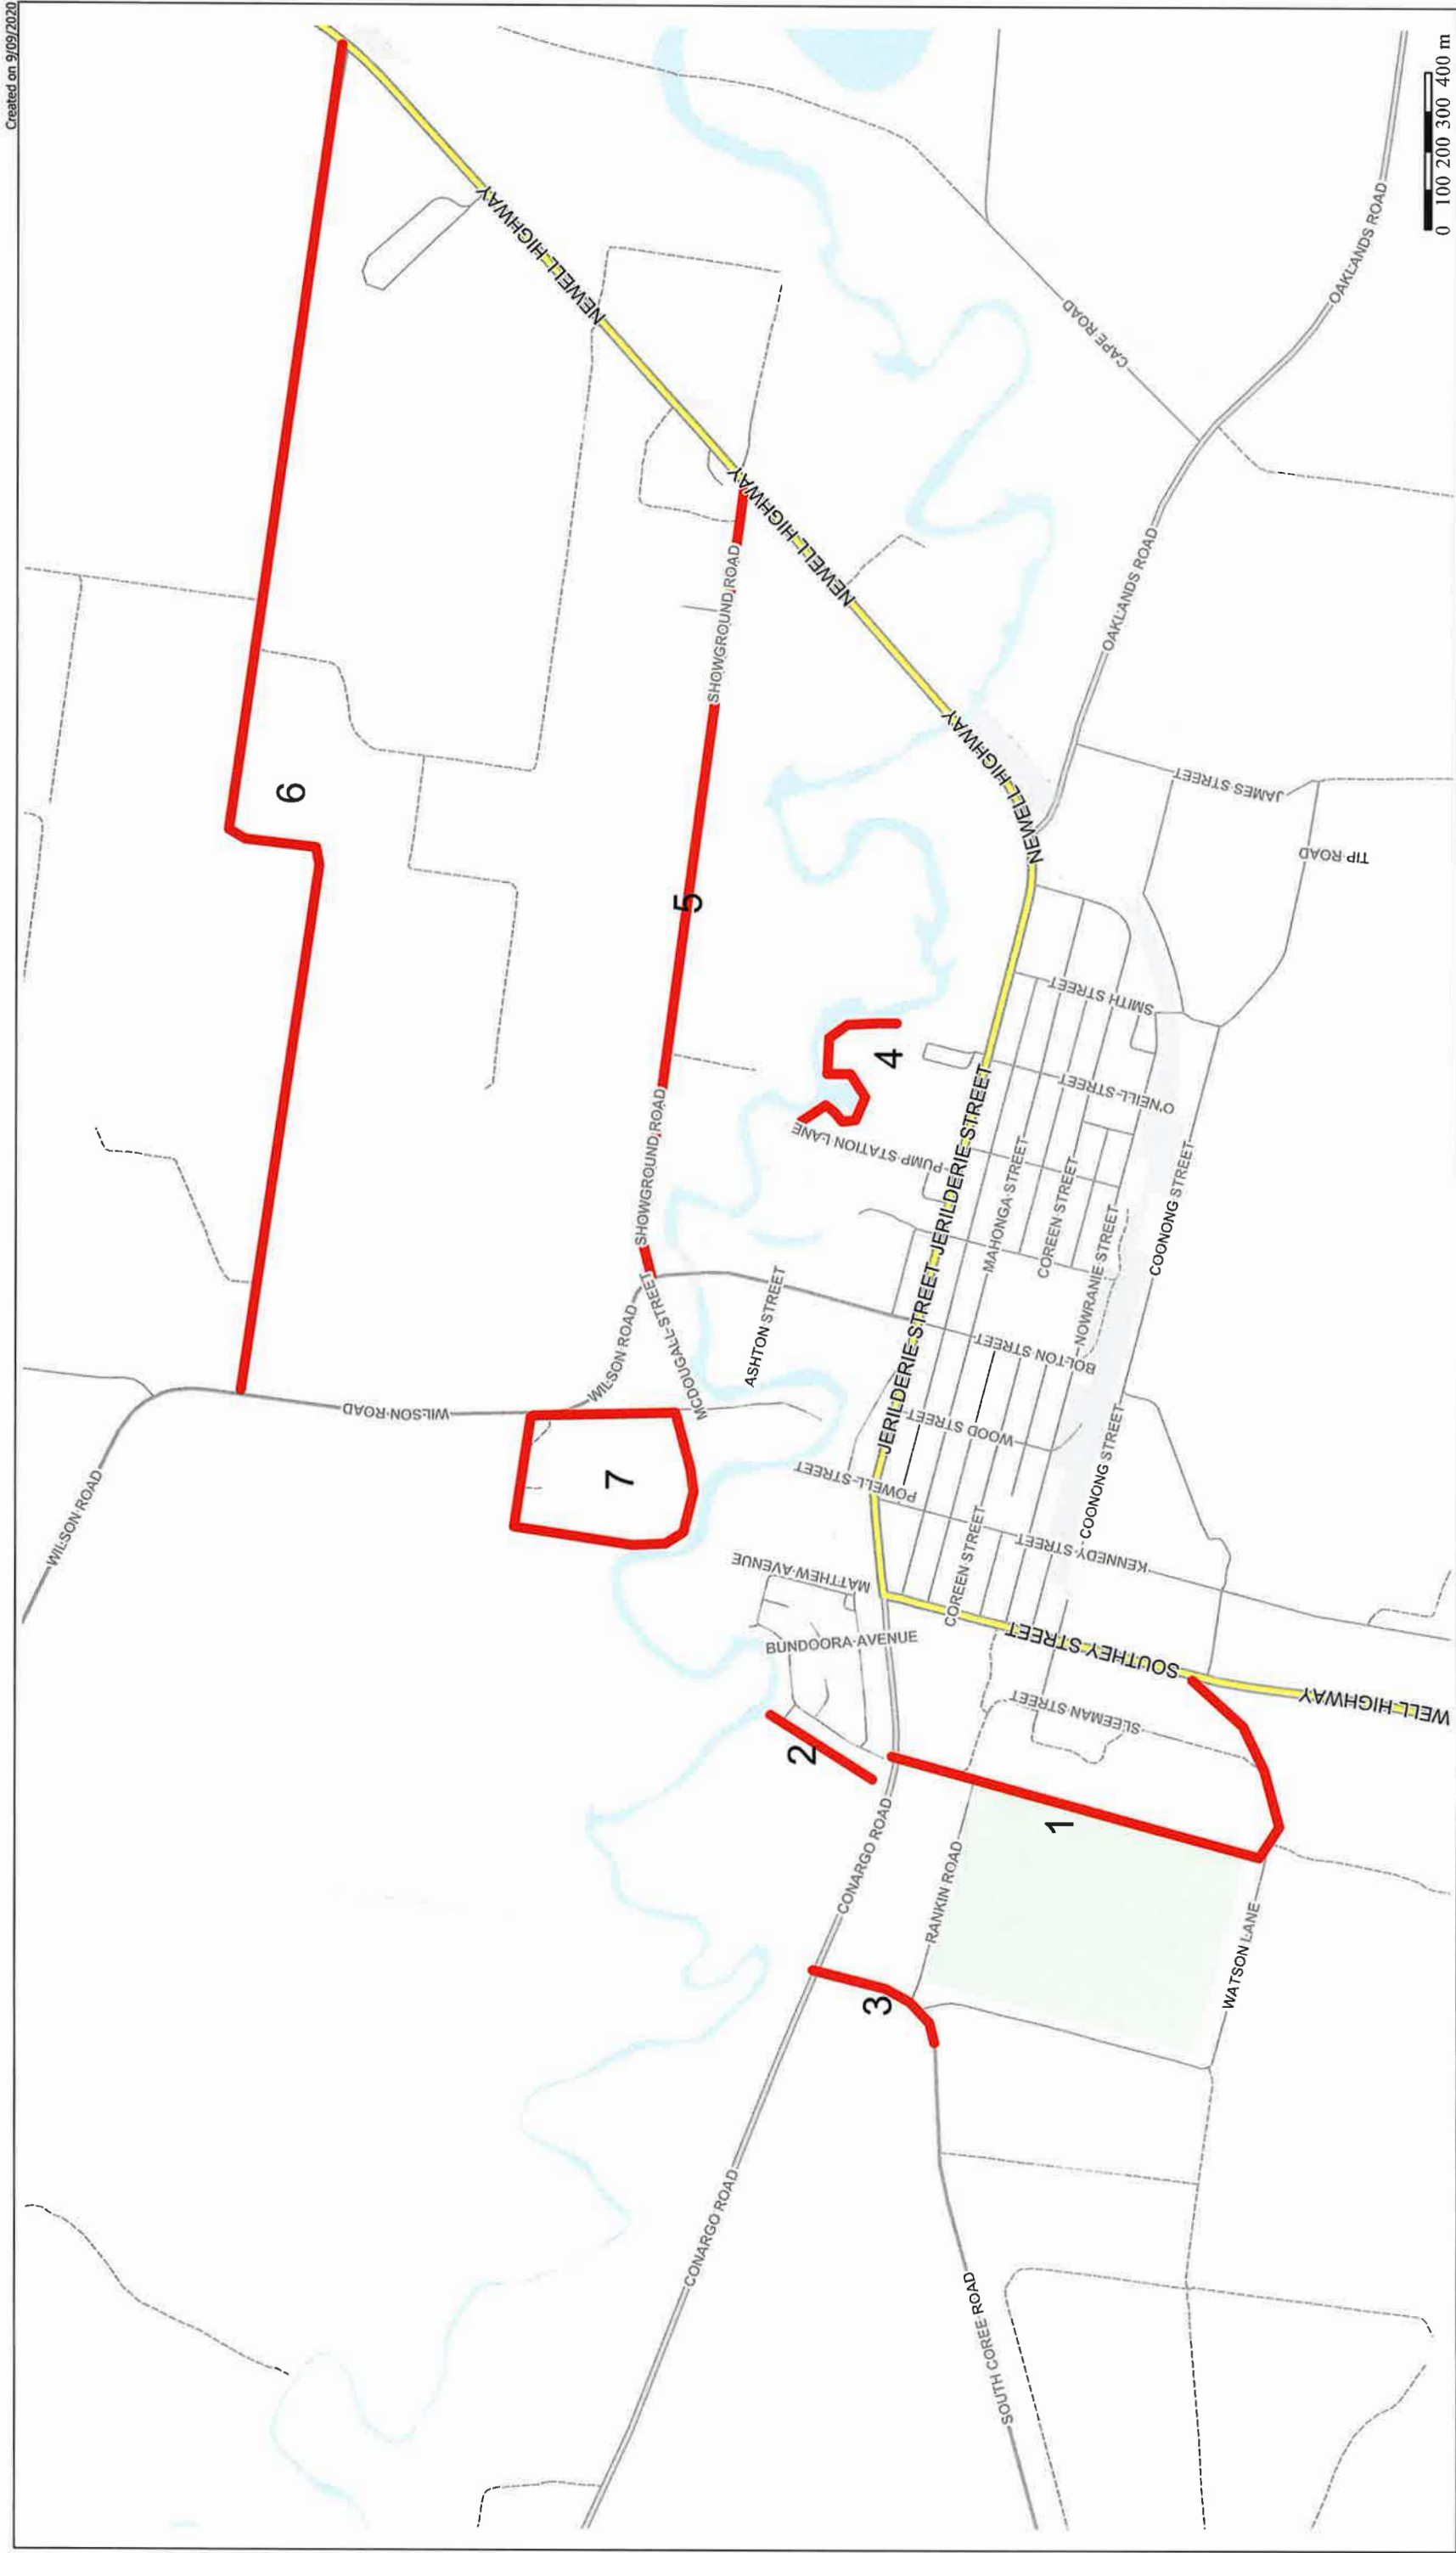 Created on 9/09/2020
WILSON ROAD
WILSON ROAD
WILSON ROAD
MCDOUGALL STREET
SHOWGROUND ROAD
SHOWGROUND ROAD
NEWELL HIGHWAY
NEWELL HIGHWAY
NEWELL HIGHWAY
NEWELL HIGHWAY
6
5
7
4
2
3
1
CAPE ROAD
OAKLANDS ROAD
OAKLANDS ROAD
JAMES STREET
TIP ROAD
SMITH STREET
O'NEILL STREET
PUMP STATION LANE
ASHTON STREET
JERILDERIE STREET
JERILDERIE STREET
JERILDERIE STREET
MAHONGA STREET
COREEN STREET
NOWRANIE STREET
COONONG STREET
BOLTON STREET
WOOD STREET
POWELL STREET
COREEN STREET
COONONG STREET
KENNEDY STREET
MATTHEW AVENUE
BUNDOORA AVENUE
SOUTHEY STREET
SLEEMAN STREET
WELL HIGHWAY
CONARGO ROAD
CONARGO ROAD
RANKIN ROAD
WATSON LANE
SOUTH COREE ROAD
0 100 200 300 400 m